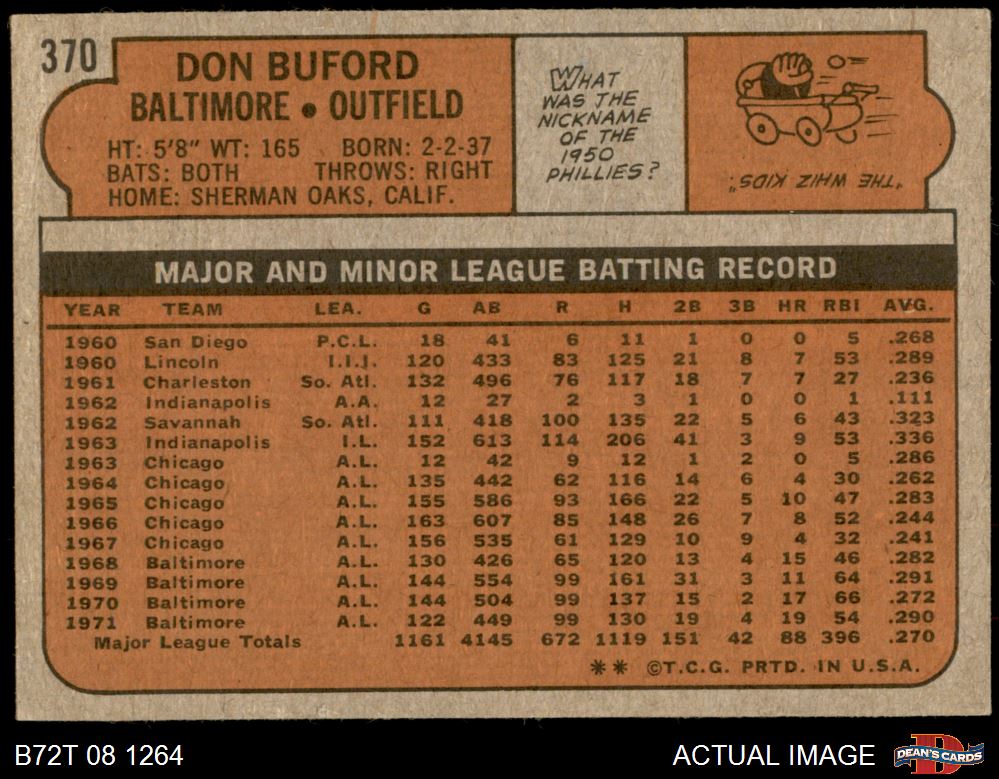 370
DON BUFORD
BALTIMORE • OUTFIELD
HT: 5'8" WT: 165 BORN: 2-2-37
BATS: BOTH THROWS: RIGHT
HOME: SHERMAN OAKS, CALIF.
WHAT
WAS THE
NICKNAME
OF THE
1950
PHILLIES?
"THE WHIZ KIDS."
MAJOR AND MINOR LEAGUE BATTING RECORD
YEAR TEAM LEA. G AB R H 2B 3B HR RBI AVG.
1960 San Diego P.C.L. 18 41 6 11 1 0 0 5 .268
1960 Lincoln I.I.I. 120 433 83 125 21 8 7 53 .289
1961 Charleston So. Atl. 132 496 76 117 18 7 7 27 .236
1962 Indianapolis A.A. 12 27 2 3 1 0 0 1 .111
1962 Savannah So. Atl. 111 418 100 135 22 5 6 43 .323
1963 Indianapolis I.L. 152 613 114 206 41 3 9 53 .336
1963 Chicago A.L. 12 42 9 12 1 2 0 5 .286
1964 Chicago A.L. 135 442 62 116 14 6 4 30 .262
1965 Chicago A.L. 155 586 93 166 22 5 10 47 .283
1966 Chicago A.L. 163 607 85 148 26 7 8 52 .244
1967 Chicago A.L. 156 535 61 129 10 9 4 32 .241
1968 Baltimore A.L. 130 426 65 120 13 4 15 46 .282
1969 Baltimore A.L. 144 554 99 161 31 3 11 64 .291
1970 Baltimore A.L. 144 504 99 137 15 2 17 66 .272
1971 Baltimore A.L. 122 449 99 130 19 4 19 54 .290
Major League Totals 1161 4145 672 1119 151 42 88 396 .270
** ©T.C.G. PRTD. IN U.S.A.
B72T 08 1264
ACTUAL IMAGE
DEAN'S CARDS